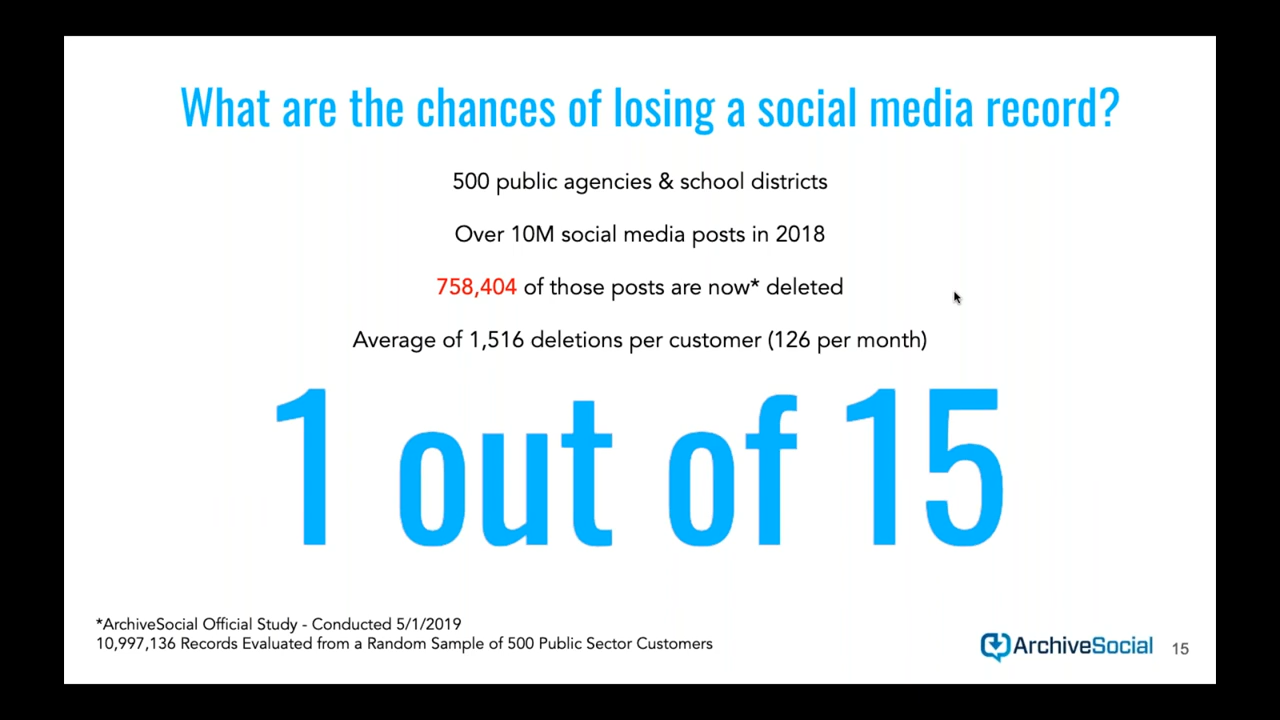 What are the chances of losing a social media record?
500 public agencies & school districts
Over 10M social media posts in 2018
758,404 of those posts are now* deleted
Average of 1,516 deletions per customer (126 per month)
1 out of 15
*ArchiveSocial Official Study - Conducted 5/1/2019
10,997,136 Records Evaluated from a Random Sample of 500 Public Sector Customers
ArchiveSocial
15